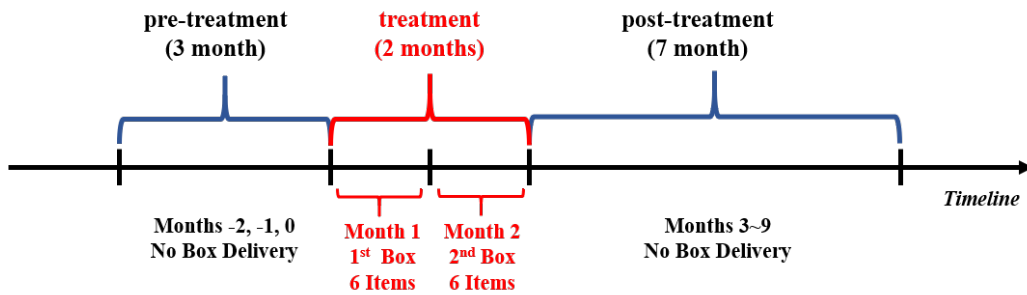 pre-treatment
(3 month)
treatment
(2 months)
post-treatment
(7 month)
Timeline
Months -2, -1, 0
No Box Delivery
Month 1
1st Box
6 Items
Month 2
2nd Box
6 Items
Months 3~9
No Box Delivery